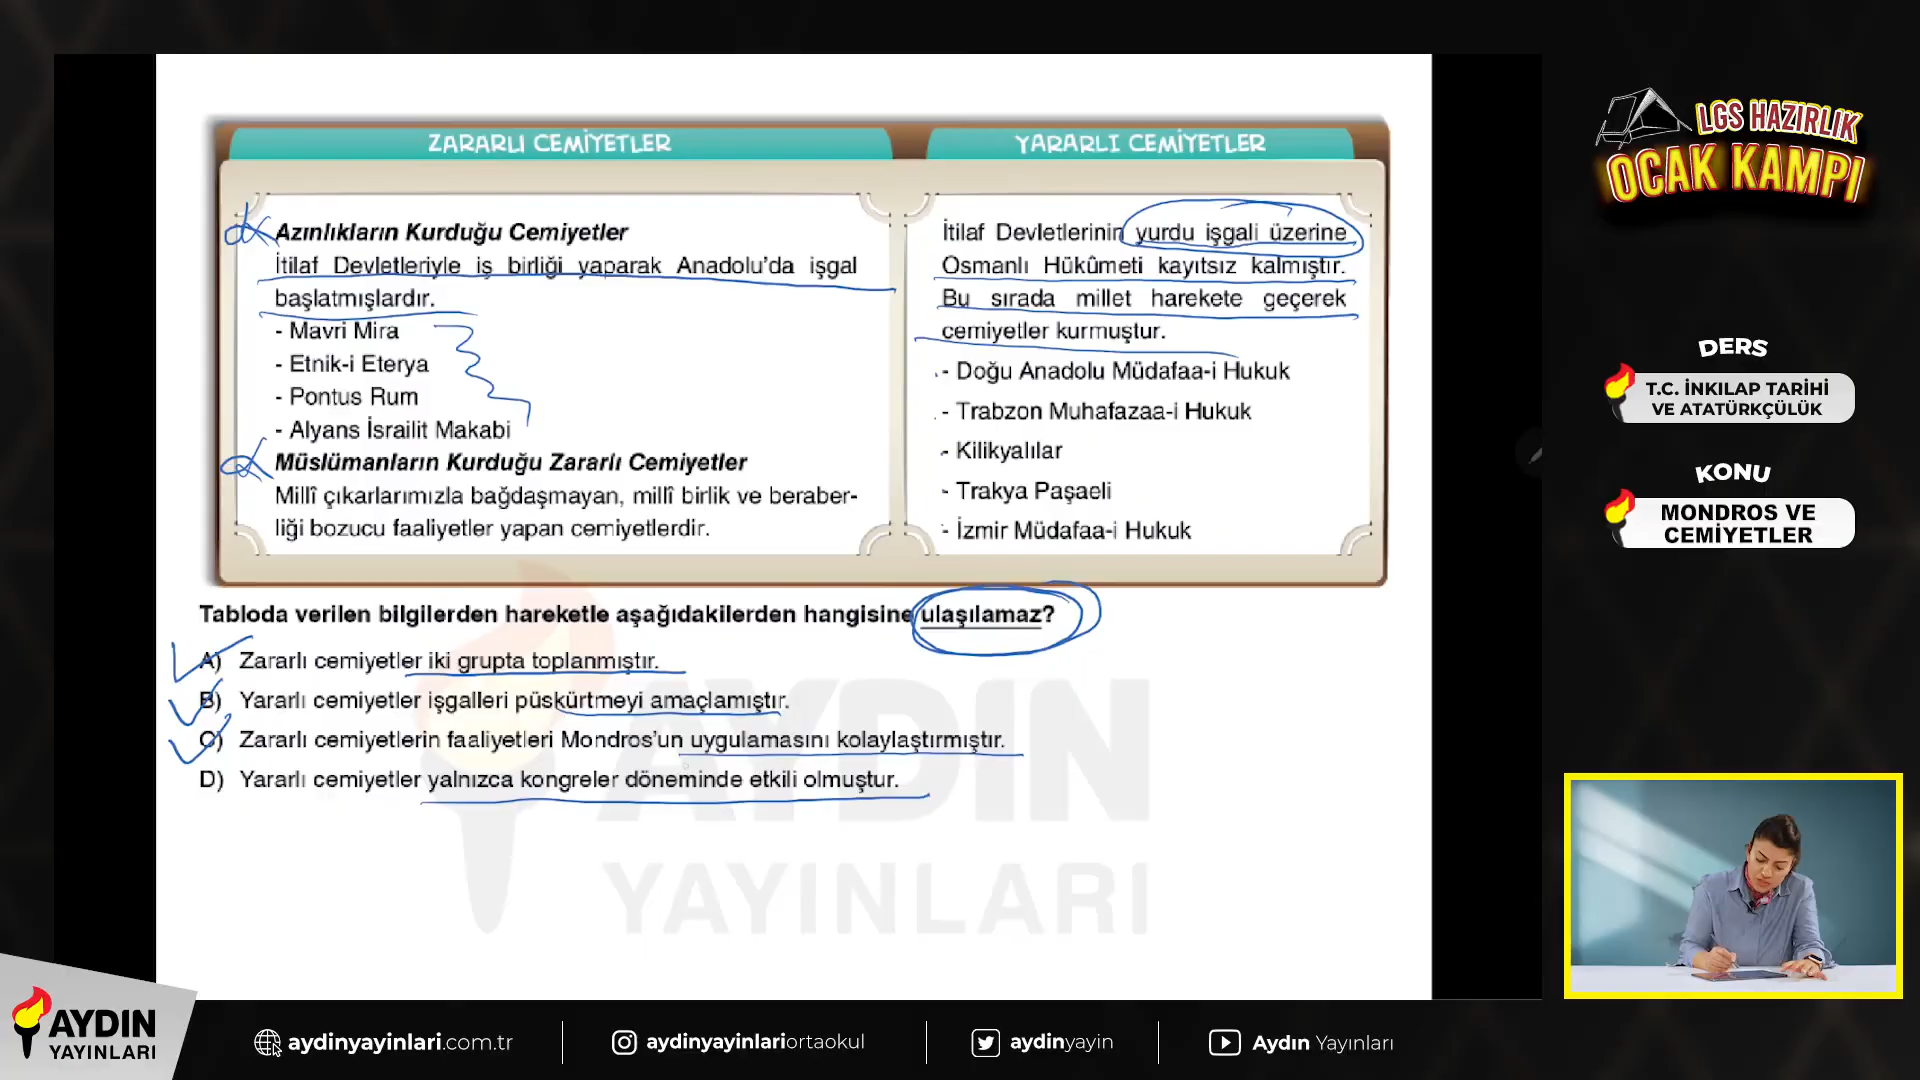 ZARARLI CEMİYETLER
YARARLI CEMİYETLER
Azınlıkların Kurduğu Cemiyetler
İtilaf Devletleriyle iş birliği yaparak Anadolu'da işgal
başlatmışlardır.
- Mavri Mira
- Etnik-i Eterya
- Pontus Rum
- Alyans İsrailit Makabi
Müslümanların Kurduğu Zararlı Cemiyetler
Millî çıkarlarımızla bağdaşmayan, millî birlik ve beraber-
liği bozucu faaliyetler yapan cemiyetlerdir.
İtilaf Devletlerinin yurdu işgali üzerine
Osmanlı Hükûmeti kayıtsız kalmıştır.
Bu sırada millet harekete geçerek
cemiyetler kurmuştur.
- Doğu Anadolu Müdafaa-i Hukuk
- Trabzon Muhafazaa-i Hukuk
- Kilikyalılar
- Trakya Paşaeli
- İzmir Müdafaa-i Hukuk
Tabloda verilen bilgilerden hareketle aşağıdakilerden hangisine ulaşılamaz?
A) Zararlı cemiyetler iki grupta toplanmıştır.
B) Yararlı cemiyetler işgalleri püskürtmeyi amaçlamıştır.
C) Zararlı cemiyetlerin faaliyetleri Mondros'un uygulamasını kolaylaştırmıştır.
D) Yararlı cemiyetler yalnızca kongreler döneminde etkili olmuştur.
AYDIN
YAYINLARI
LGS HAZIRLIK
OCAK KAMPI
DERS
T.C. İNKILAP TARİHİ
VE ATATÜRKÇÜLÜK
KONU
MONDROS VE
CEMİYETLER
AYDIN
YAYINLARI
aydinyayinlari.com.tr
aydinyayinlariortaokul
aydinyayin
Aydın Yayınları